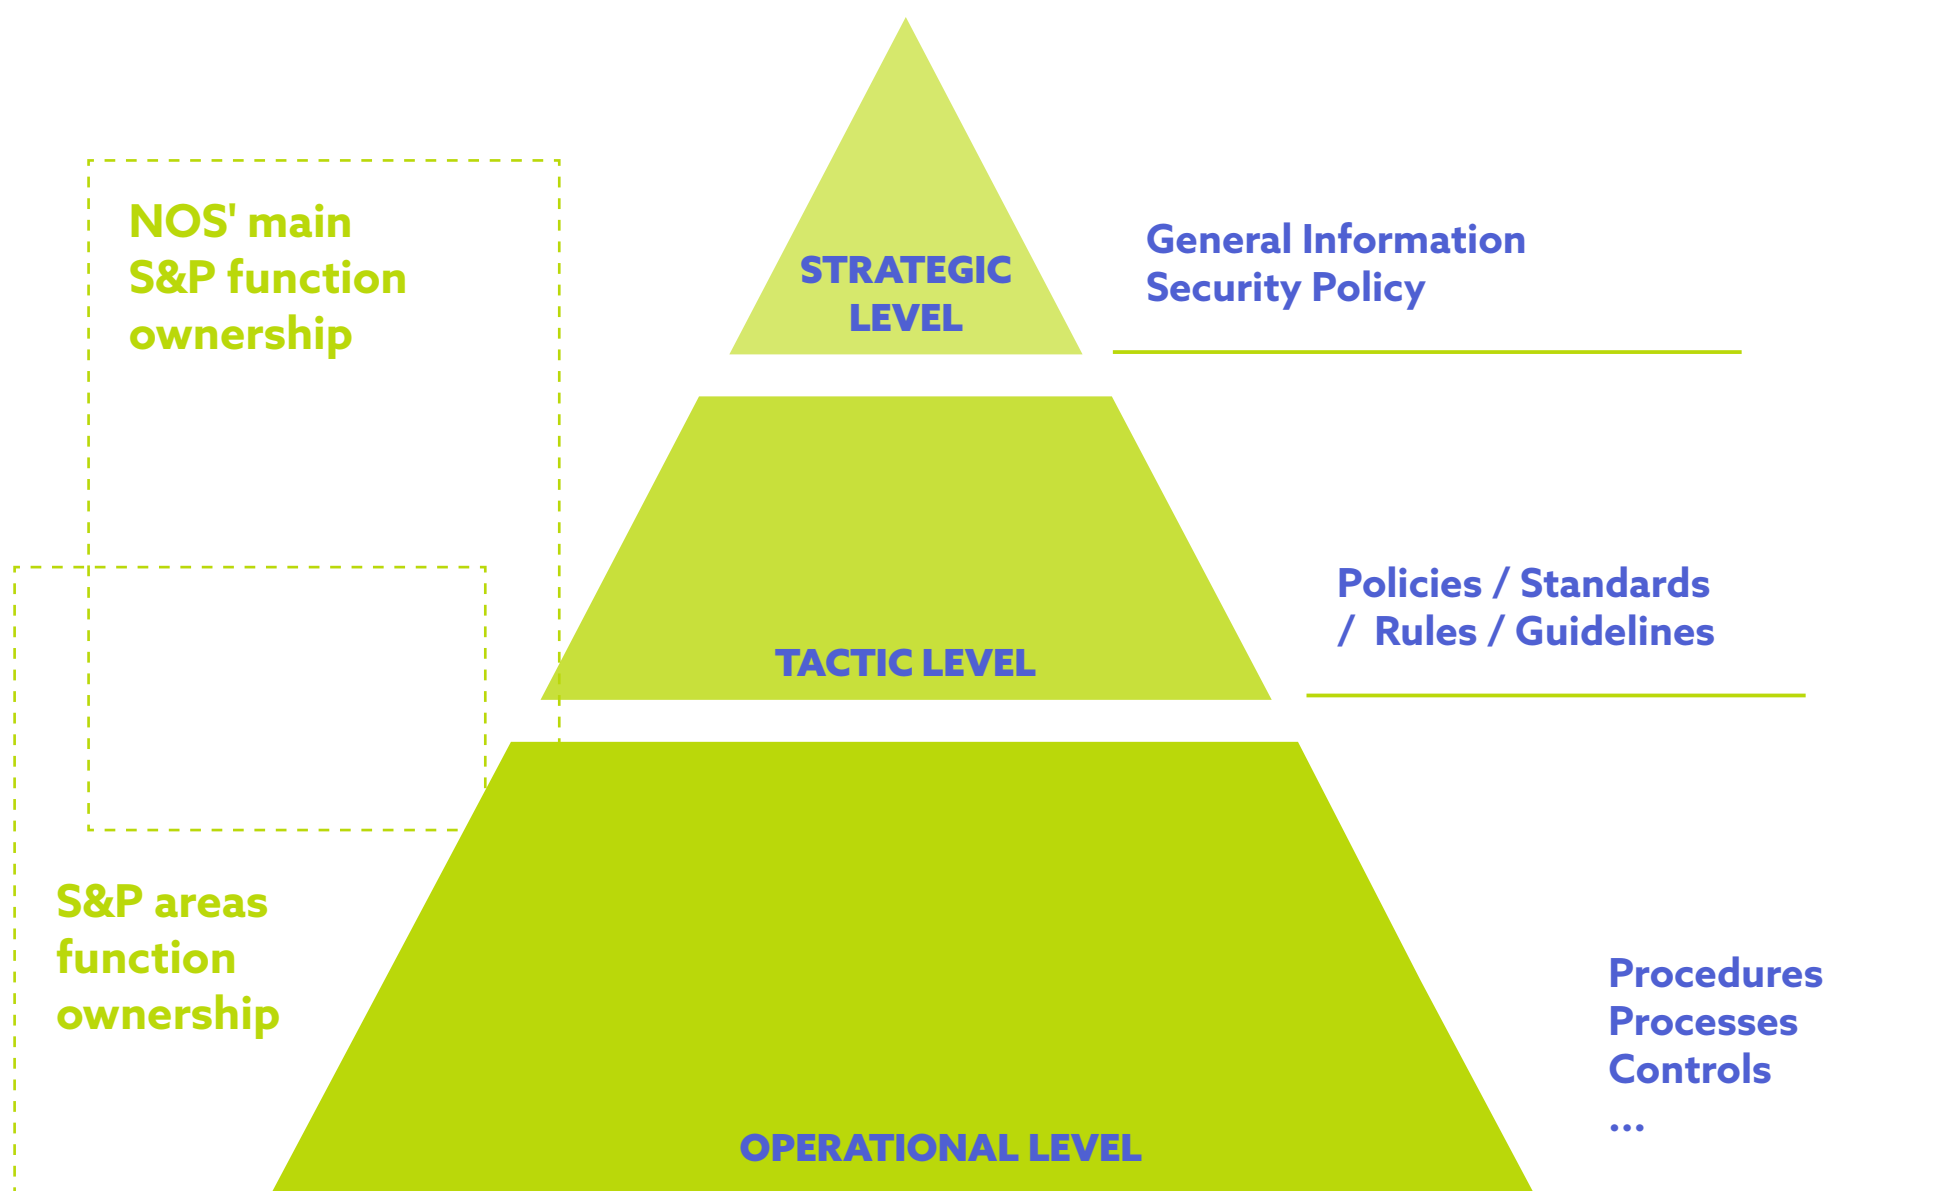 NOS' main
S&P function
ownership
STRATEGIC
LEVEL
General Information
Security Policy
TACTIC LEVEL
Policies / Standards
/ Rules / Guidelines
S&P areas
function
ownership
OPERATIONAL LEVEL
Procedures
Processes
Controls
...